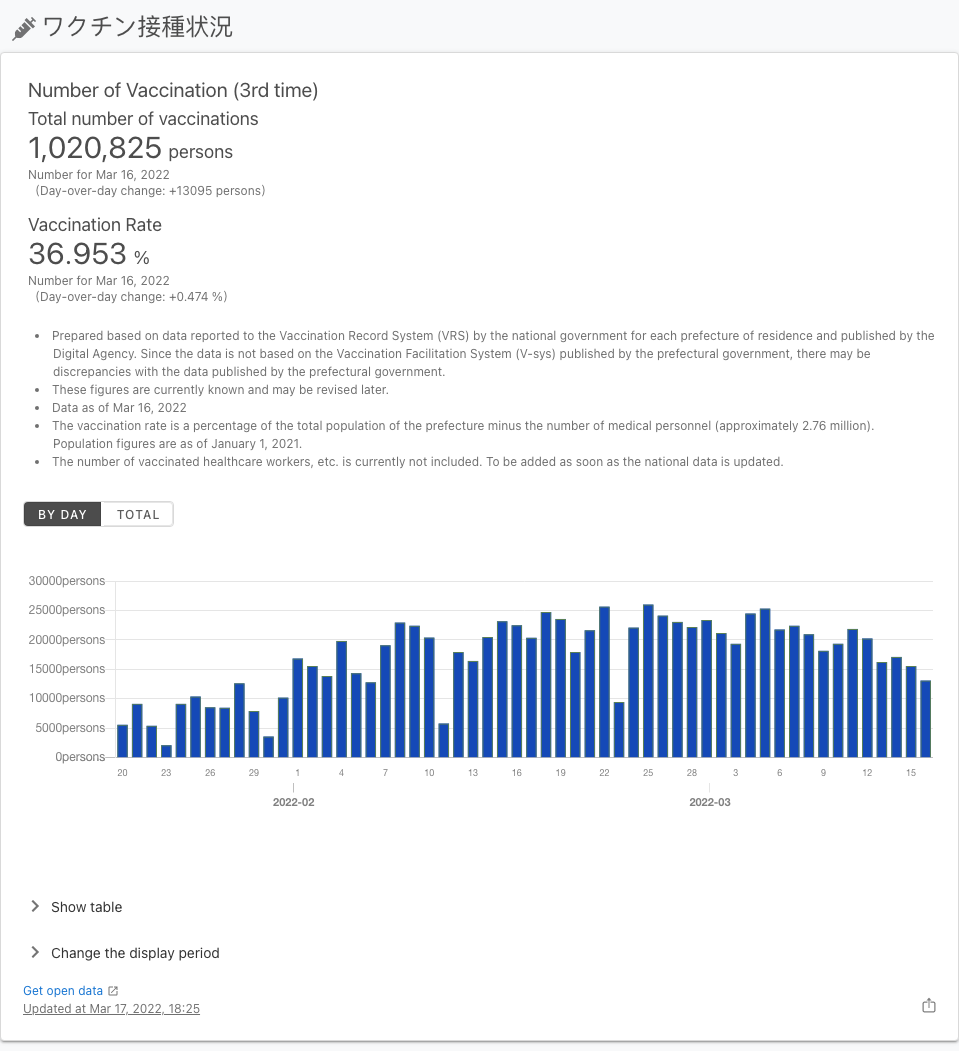 ワクチン接種状況
Number of Vaccination (3rd time)
Total number of vaccinations
1,020,825 persons
Number for Mar 16, 2022
(Day-over-day change: +13095 persons)
Vaccination Rate
36.953 %
Number for Mar 16, 2022
(Day-over-day change: +0.474 %)
• Prepared based on data reported to the Vaccination Record System (VRS) by the national government for each prefecture of residence and published by the
Digital Agency. Since the data is not based on the Vaccination Facilitation System (V-sys) published by the prefectural government, there may be
discrepancies with the data published by the prefectural government.
• These figures are currently known and may be revised later.
• Data as of Mar 16, 2022
• The vaccination rate is a percentage of the total population of the prefecture minus the number of medical personnel (approximately 2.76 million).
Population figures are as of January 1, 2021.
• The number of vaccinated healthcare workers, etc. is currently not included. To be added as soon as the national data is updated.
BY DAY TOTAL
30000persons
25000persons
20000persons
15000persons
10000persons
5000persons
0persons
20 23 26 29 1 4 7 10 13 16 19 22 25 28 3 6 9 12 15
2022-02 2022-03
Show table
Change the display period
Get open data
Updated at Mar 17, 2022, 18:25